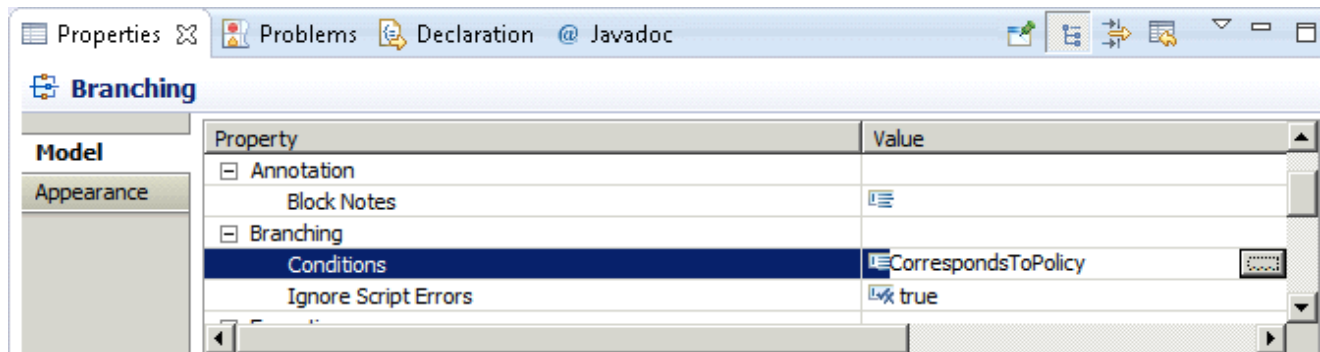 Properties Problems Declaration @ Javadoc
Branching
Model
Appearance
Property Value
Annotation
Block Notes
Branching
Conditions CorrespondsToPolicy
Ignore Script Errors true